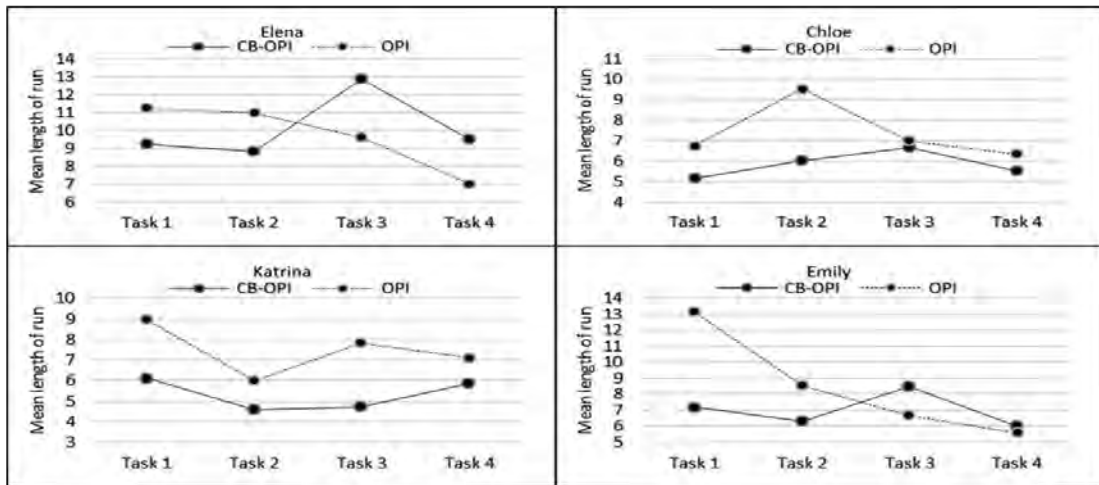 Elena
CB-OPI OPI
Mean length of run
14
13
12
11
10
9
8
7
6
Task 1 Task 2 Task 3 Task 4
Chloe
CB-OPI OPI
Mean length of run
11
10
9
8
7
6
5
4
Task 1 Task 2 Task 3 Task 4
Katrina
CB-OPI OPI
Mean length of run
10
9
8
7
6
5
4
3
Task 1 Task 2 Task 3 Task 4
Emily
CB-OPI OPI
Mean length of run
14
13
12
11
10
9
8
7
6
5
Task 1 Task 2 Task 3 Task 4